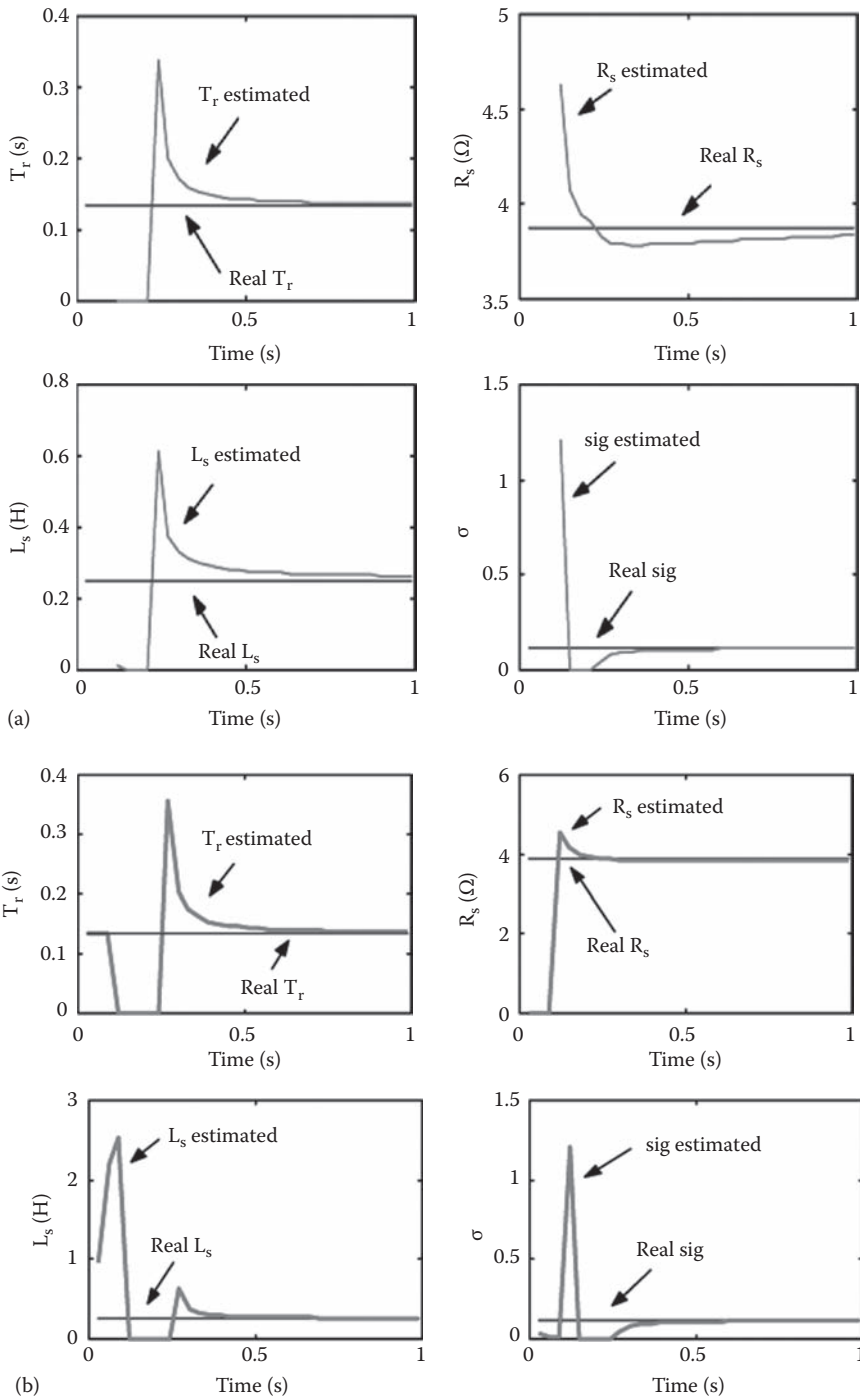 0.4
0.3
0.2
0.1
0
T_r (s)
T_r estimated
Real T_r
0
0.5
1
Time (s)
5
4.5
4
3.5
R_s (Ω)
R_s estimated
Real R_s
0
0.5
1
Time (s)
0.8
0.6
0.4
0.2
0
L_s (H)
L_s estimated
Real L_s
0
0.5
1
Time (s)
1.5
1
0.5
0
σ
sig estimated
Real sig
0
0.5
1
Time (s)
(a)
0.4
0.3
0.2
0.1
0
T_r (s)
T_r estimated
Real T_r
0
0.5
1
Time (s)
6
4
2
0
R_s (Ω)
R_s estimated
Real R_s
0
0.5
1
Time (s)
3
2
1
0
L_s (H)
L_s estimated
Real L_s
0
0.5
1
Time (s)
1.5
1
0.5
0
σ
sig estimated
Real sig
0
0.5
1
Time (s)
(b)